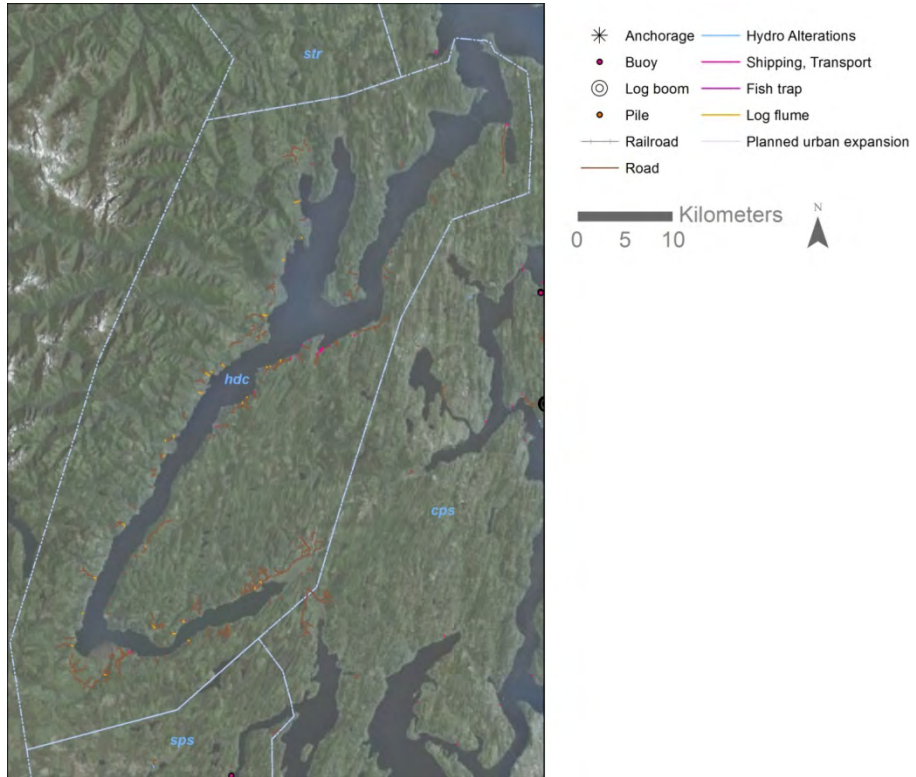 str
hdc
cps
sps
Anchorage
Buoy
Log boom
Pile
Railroad
Road
Hydro Alterations
Shipping, Transport
Fish trap
Log flume
Planned urban expansion
Kilometers
0 5 10
N